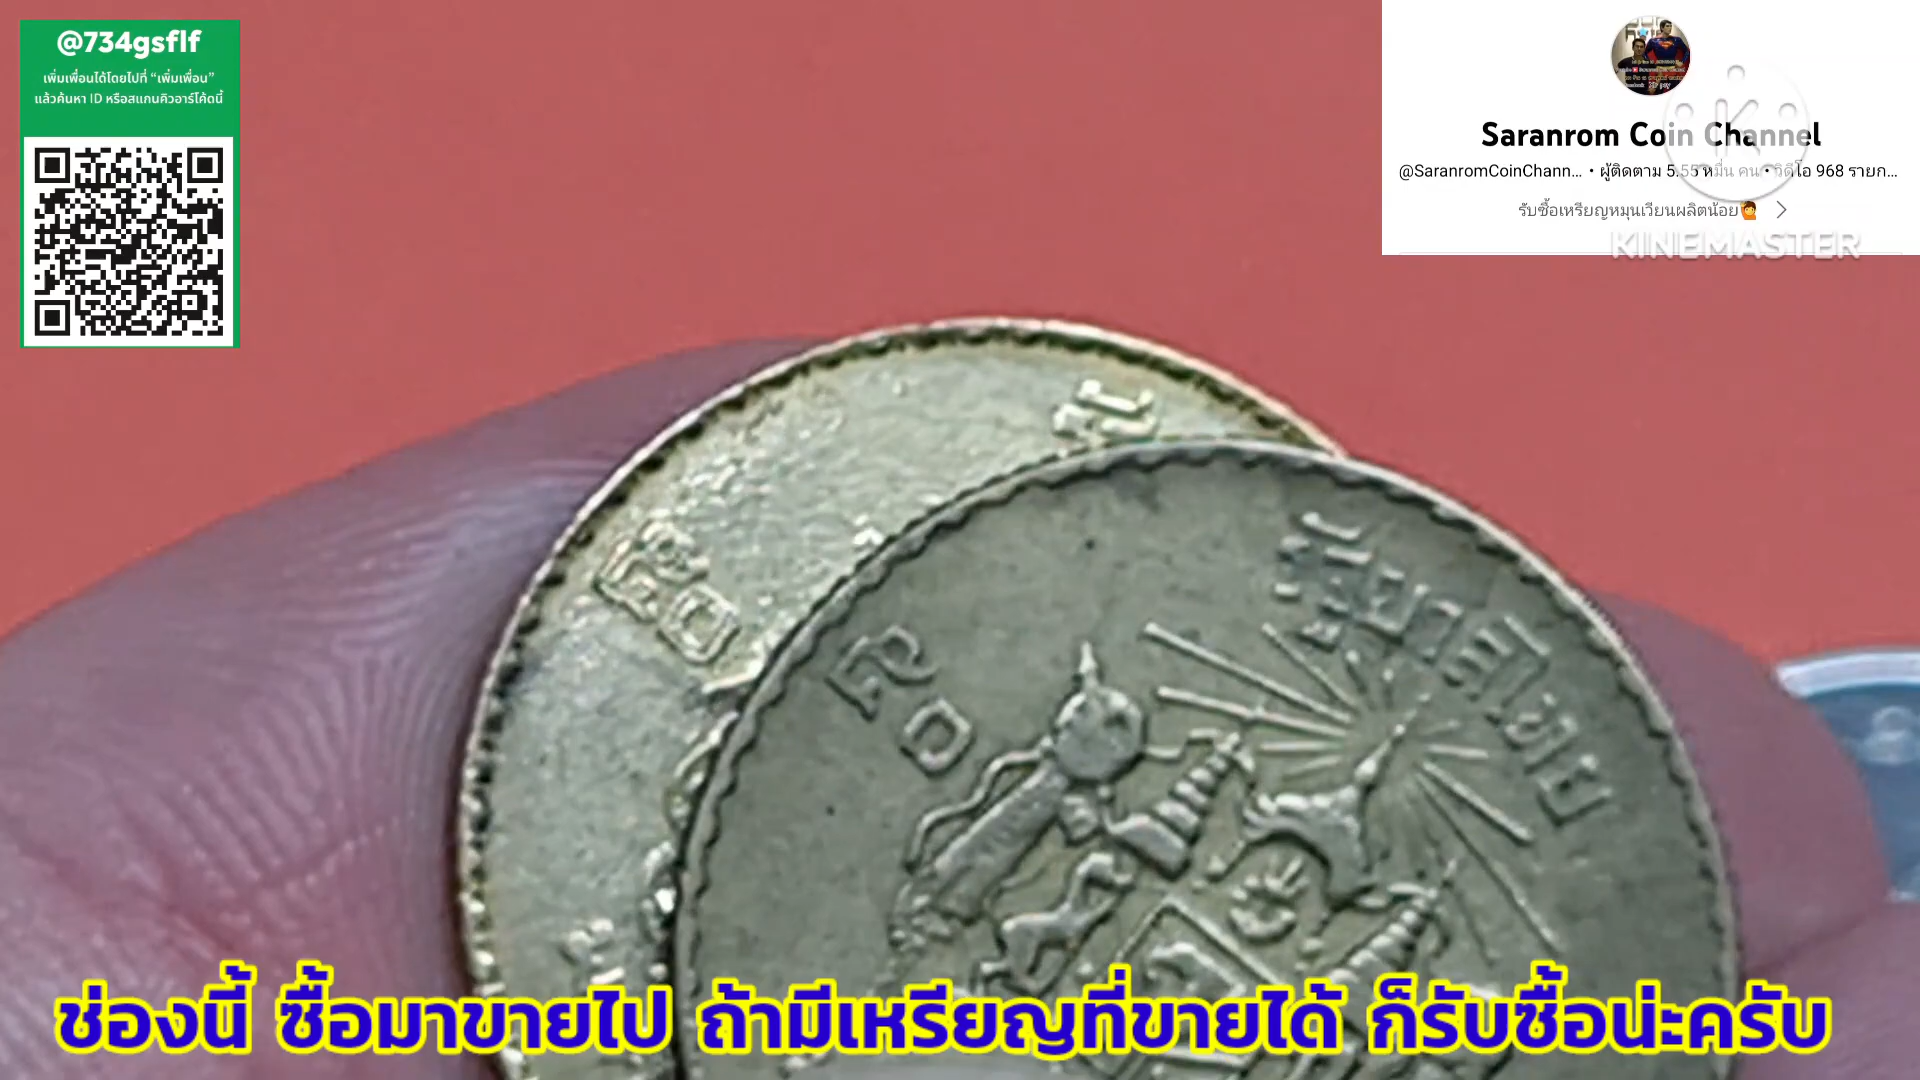 @734gsflf
เพิ่มเพื่อนได้โดยไปที่ “เพิ่มเพื่อน”
แล้วค้นหา ID หรือสแกนคิวอาร์โค้ดนี้
Saranrom Coin Channel
@SaranromCoinChann... • ผู้ติดตาม 5.55 หมื่น คน • วิดีโอ 968 รายก...
รับซื้อเหรียญหมุนเวียนผลิตน้อย
KINEMASTER
๕๐
๕๐
รัฐบาลไทย
ช่องนี้ ซื้อมาขายไป ถ้ามีเหรียญที่ขายได้ ก็รับซื้อน่ะครับ